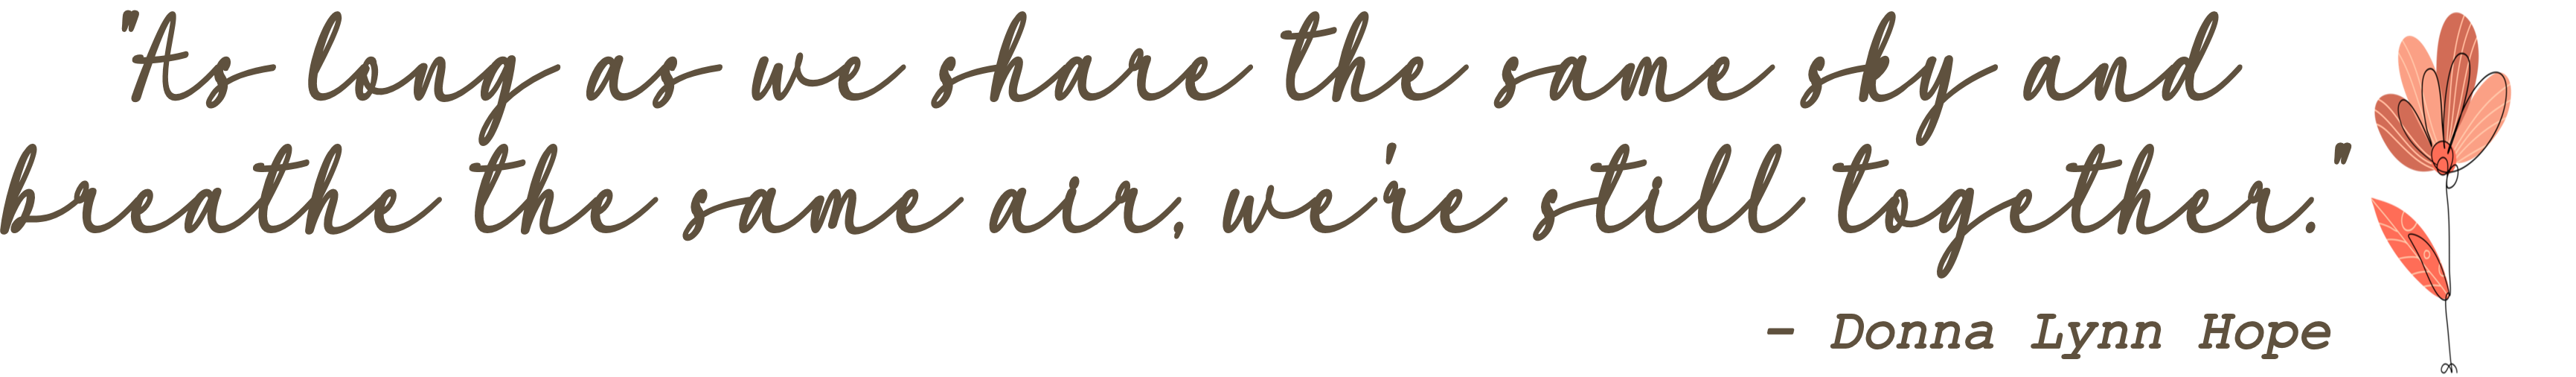 "As long as we share the same sky and
breathe the same air, we're still together."
- Donna Lynn Hope